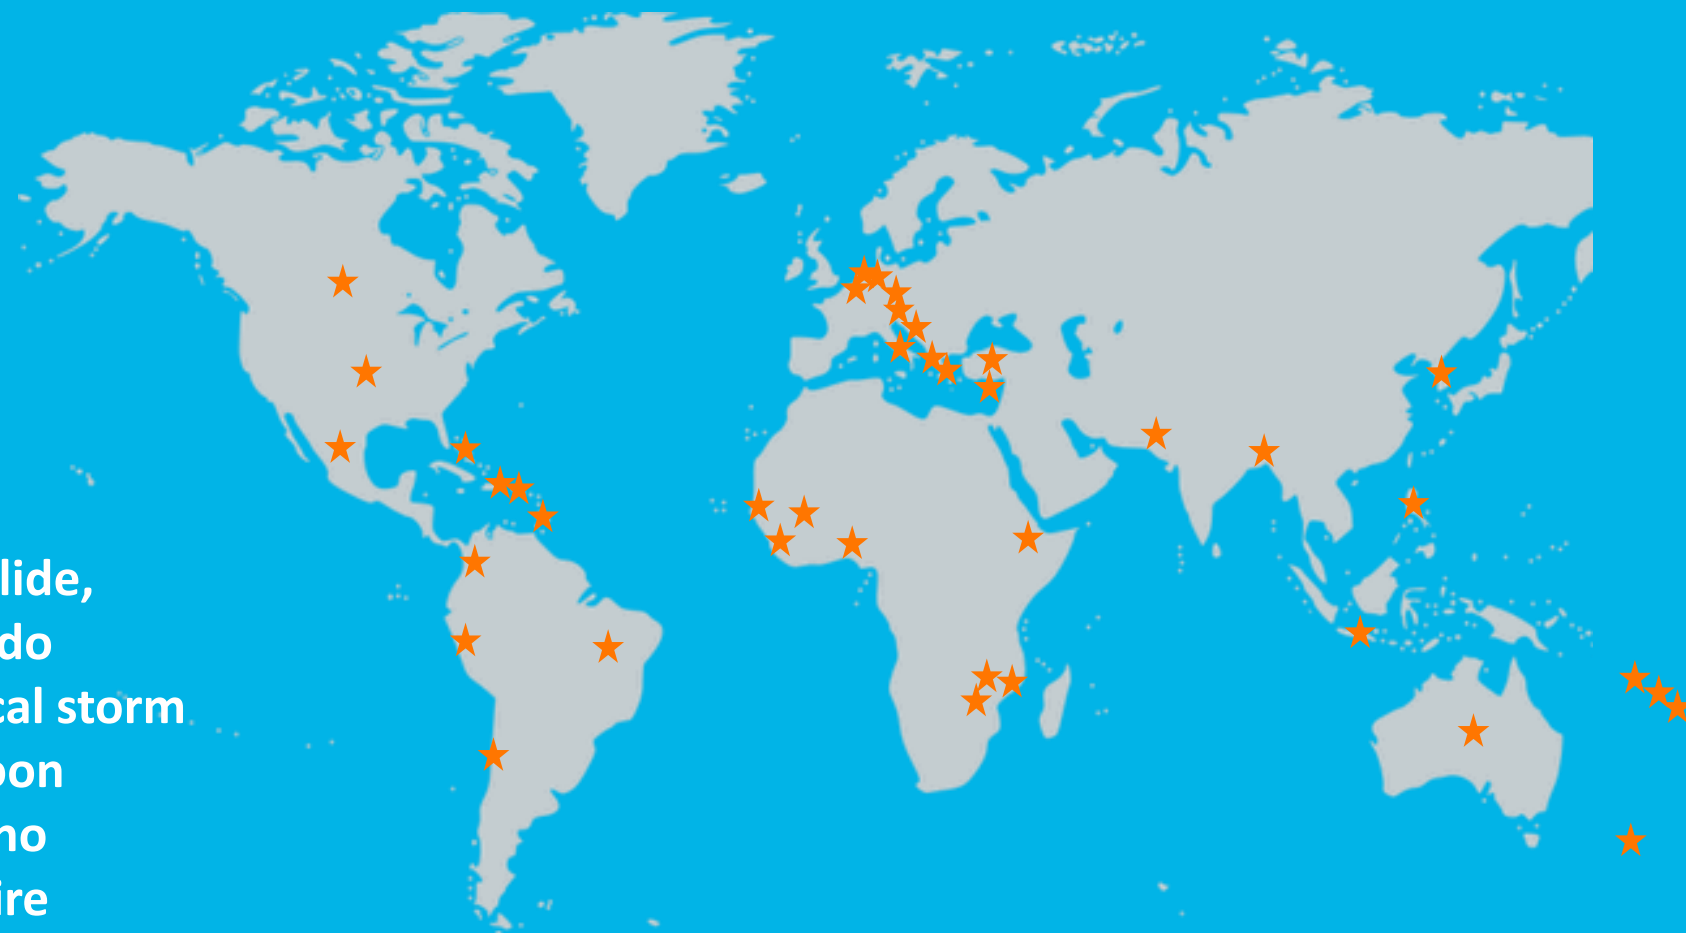 lide,
do
cal storm
oon
no
ire